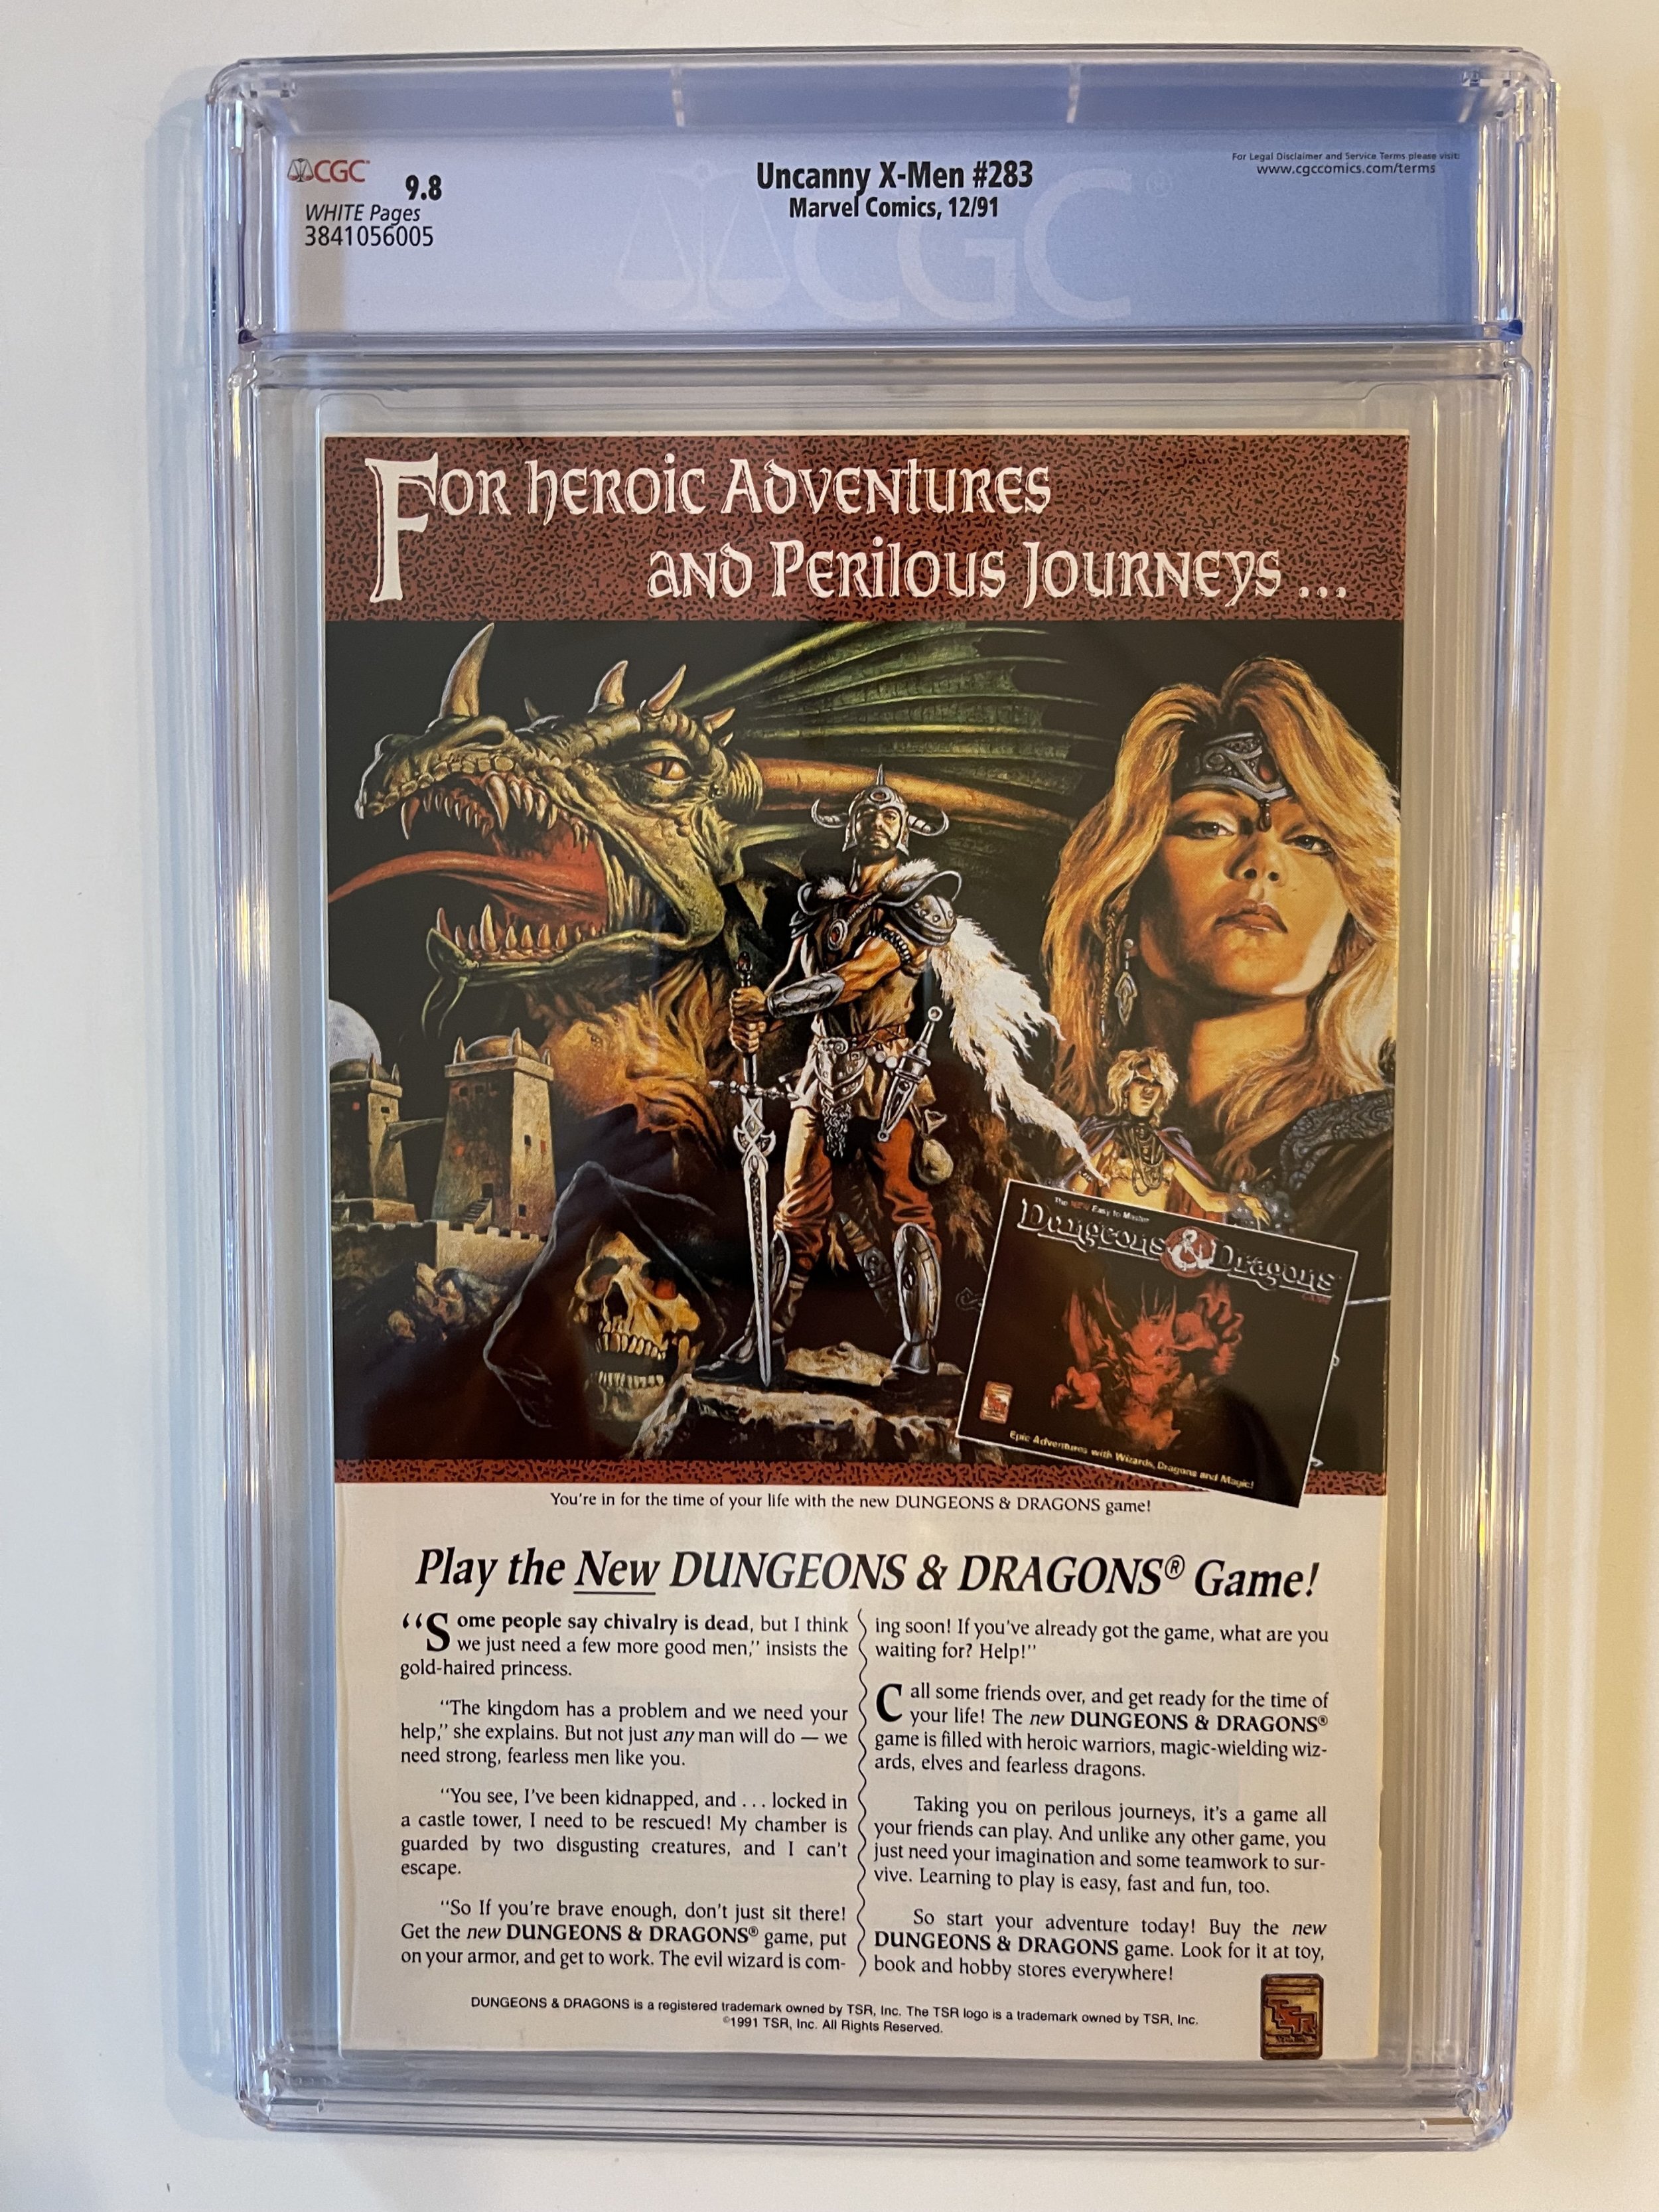 CGC
9.8
WHITE Pages
3841056005
Uncanny X-Men #283
Marvel Comics, 12/91
For Legal Disclaimer and Service Terms please visit:
www.cgccomics.com/terms
CGC
For heroic Adventures
and Perilous Journeys ...
The NEW Easy to Master
Dungeons & Dragons
GAME
TSR
Epic Adventures with Wizards, Dragons and Magic!
You're in for the time of your life with the new DUNGEONS & DRAGONS game!
Play the New DUNGEONS & DRAGONS® Game!
“Some people say chivalry is dead, but I think
we just need a few more good men,” insists the
gold-haired princess.
“The kingdom has a problem and we need your
help,” she explains. But not just any man will do — we
need strong, fearless men like you.
“You see, I've been kidnapped, and . . . locked in
a castle tower, I need to be rescued! My chamber is
guarded by two disgusting creatures, and I can't
escape.
“So If you're brave enough, don't just sit there!
Get the new DUNGEONS & DRAGONS® game, put
on your armor, and get to work. The evil wizard is com-
ing soon! If you've already got the game, what are you
waiting for? Help!”
Call some friends over, and get ready for the time of
your life! The new DUNGEONS & DRAGONS®
game is filled with heroic warriors, magic-wielding wiz-
ards, elves and fearless dragons.
Taking you on perilous journeys, it's a game all
your friends can play. And unlike any other game, you
just need your imagination and some teamwork to sur-
vive. Learning to play is easy, fast and fun, too.
So start your adventure today! Buy the new
DUNGEONS & DRAGONS game. Look for it at toy,
book and hobby stores everywhere!
DUNGEONS & DRAGONS is a registered trademark owned by TSR, Inc. The TSR logo is a trademark owned by TSR, Inc.
©1991 TSR, Inc. All Rights Reserved.
TSR